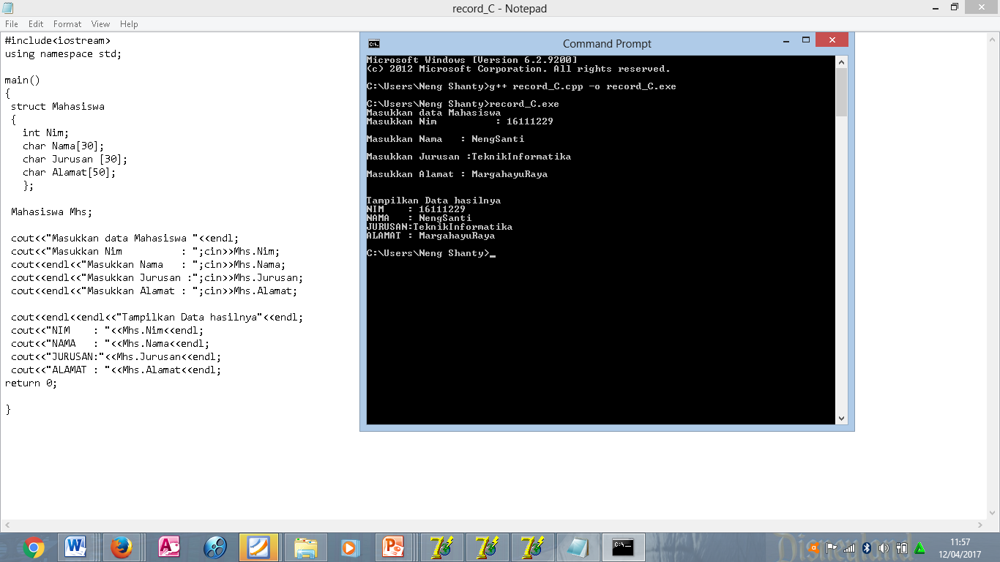 record_C - Notepad
File Edit Format View Help
#include<iostream>
using namespace std;
main()
{
struct Mahasiswa
{
int Nim;
char Nama[30];
char Jurusan [30];
char Alamat[50];
};
Mahasiswa Mhs;
cout<<"Masukkan data Mahasiswa "<<endl;
cout<<"Masukkan Nim          : ";cin>>Mhs.Nim;
cout<<endl<<"Masukkan Nama   : ";cin>>Mhs.Nama;
cout<<endl<<"Masukkan Jurusan :";cin>>Mhs.Jurusan;
cout<<endl<<"Masukkan Alamat : ";cin>>Mhs.Alamat;
cout<<endl<<endl<<"Tampilkan Data hasilnya"<<endl;
cout<<"NIM    : "<<Mhs.Nim<<endl;
cout<<"NAMA   : "<<Mhs.Nama<<endl;
cout<<"JURUSAN:"<<Mhs.Jurusan<<endl;
cout<<"ALAMAT : "<<Mhs.Alamat<<endl;
return 0;
}
Command Prompt
Microsoft Windows [Version 6.2.9200]
(c) 2012 Microsoft Corporation. All rights reserved.
C:\Users\Neng Shanty>g++ record_C.cpp -o record_C.exe
C:\Users\Neng Shanty>record_C.exe
Masukkan data Mahasiswa
Masukkan Nim          : 16111229
Masukkan Nama   : NengSanti
Masukkan Jurusan :TeknikInformatika
Masukkan Alamat : MargahayuRaya
Tampilkan Data hasilnya
NIM    : 16111229
NAMA   : NengSanti
JURUSAN:TeknikInformatika
ALAMAT : MargahayuRaya
C:\Users\Neng Shanty>_
Disneyland
11:57
12/04/2017